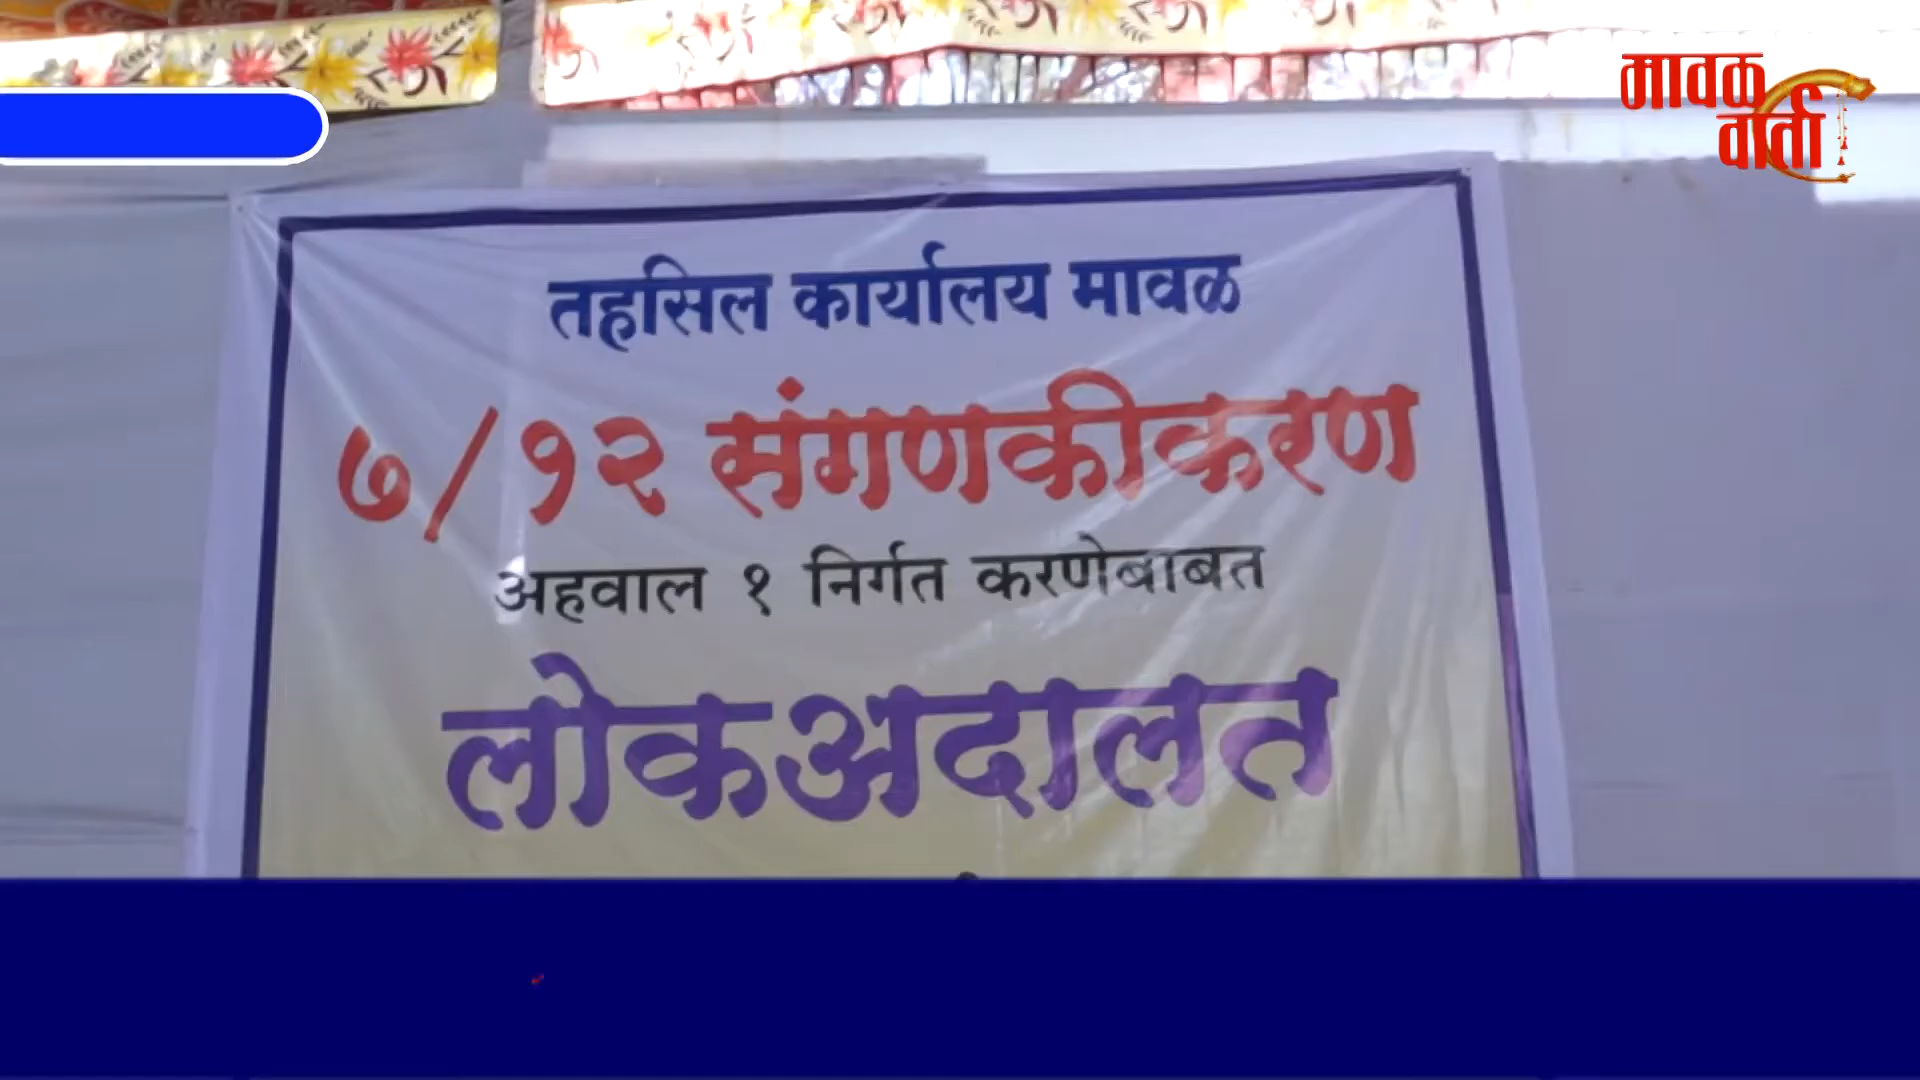 मावळ
वार्ता
तहसिल कार्यालय मावळ
७/१२ संगणकीकरण
अहवाल १ निर्गत करणेबाबत
लोकअदालत